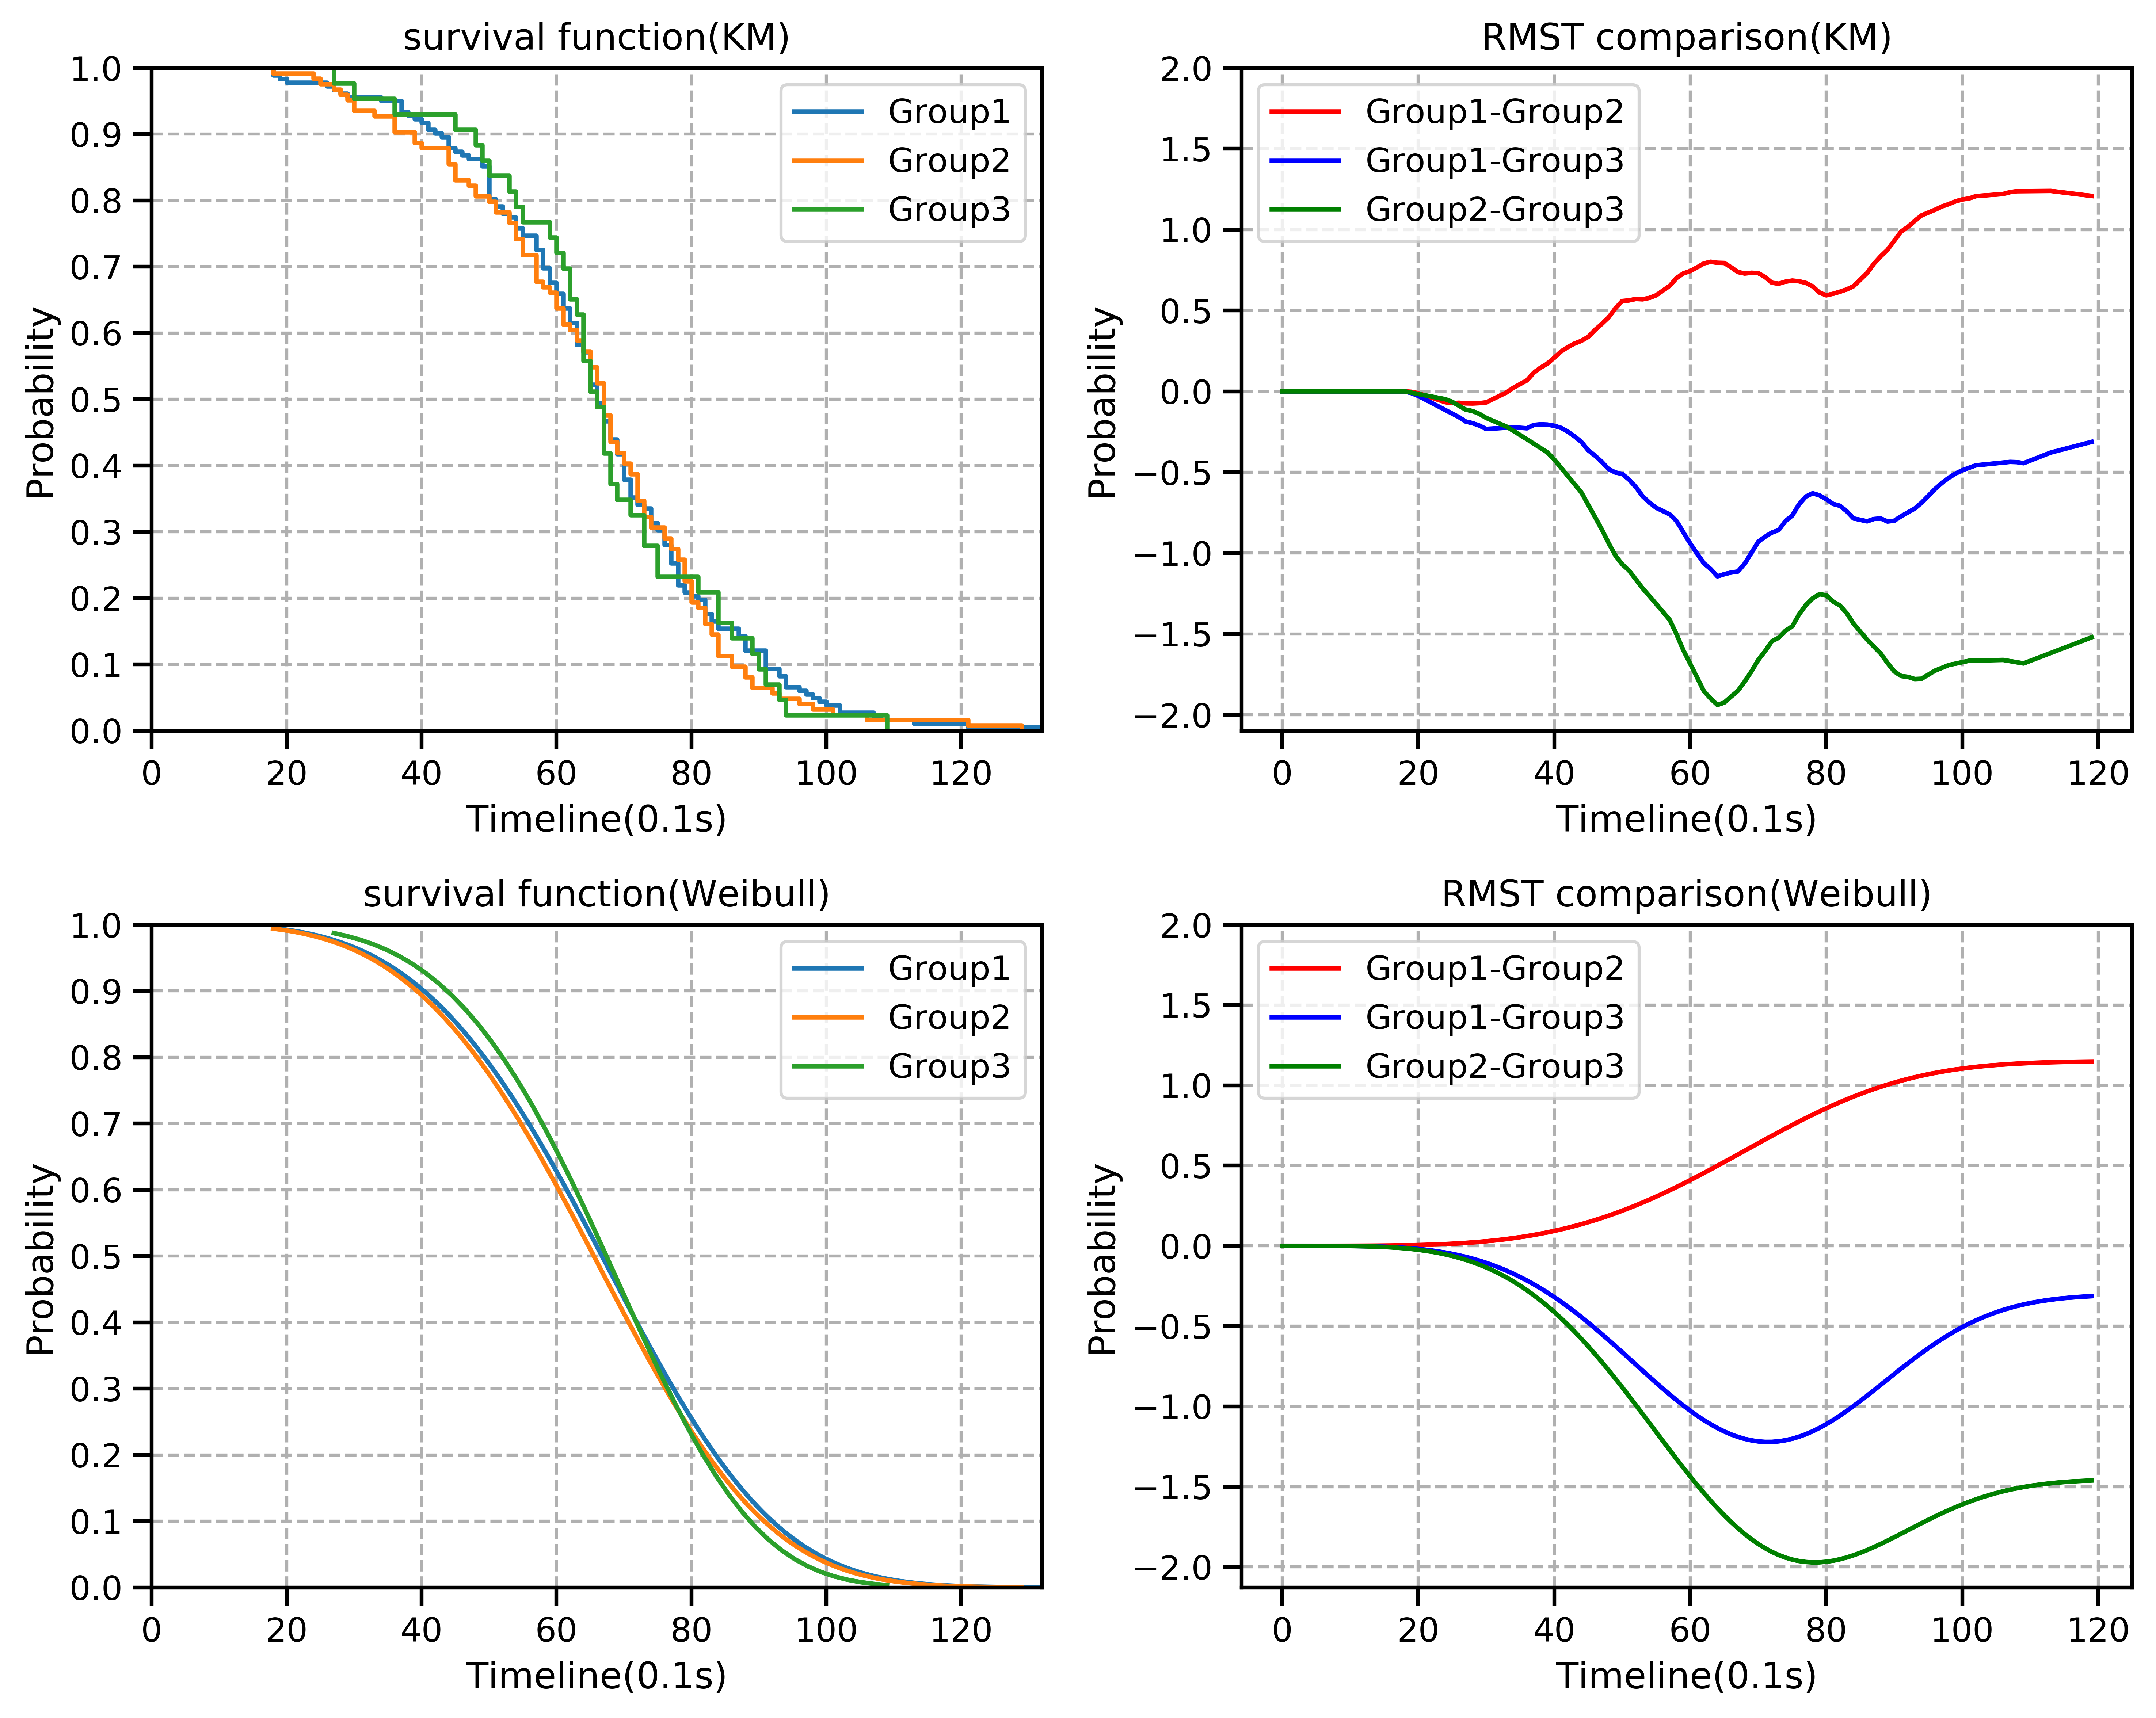 survival function(KM)
1.0
0.9
0.8
0.7
0.6
0.5
0.4
0.3
0.2
0.1
0.0
Probability
Group1
Group2
Group3
0 20 40 60 80 100 120
Timeline(0.1s)
RMST comparison(KM)
2.0
1.5
1.0
0.5
0.0
−0.5
−1.0
−1.5
−2.0
Probability
Group1-Group2
Group1-Group3
Group2-Group3
0 20 40 60 80 100 120
Timeline(0.1s)
survival function(Weibull)
1.0
0.9
0.8
0.7
0.6
0.5
0.4
0.3
0.2
0.1
0.0
Probability
Group1
Group2
Group3
0 20 40 60 80 100 120
Timeline(0.1s)
RMST comparison(Weibull)
2.0
1.5
1.0
0.5
0.0
−0.5
−1.0
−1.5
−2.0
Probability
Group1-Group2
Group1-Group3
Group2-Group3
0 20 40 60 80 100 120
Timeline(0.1s)